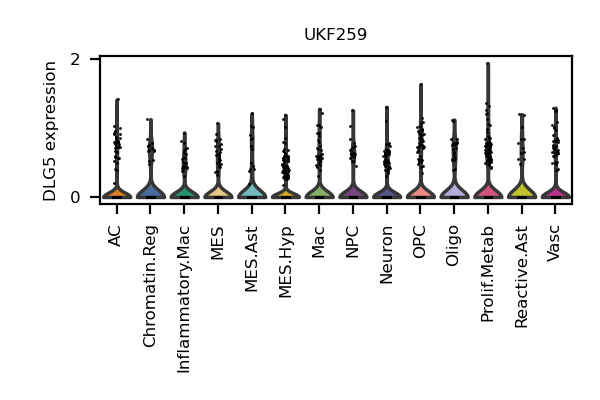 UKF259
DLG5 expression
2
0
AC
Chromatin.Reg
Inflammatory.Mac
MES
MES.Ast
MES.Hyp
Mac
NPC
Neuron
OPC
Oligo
Prolif.Metab
Reactive.Ast
Vasc